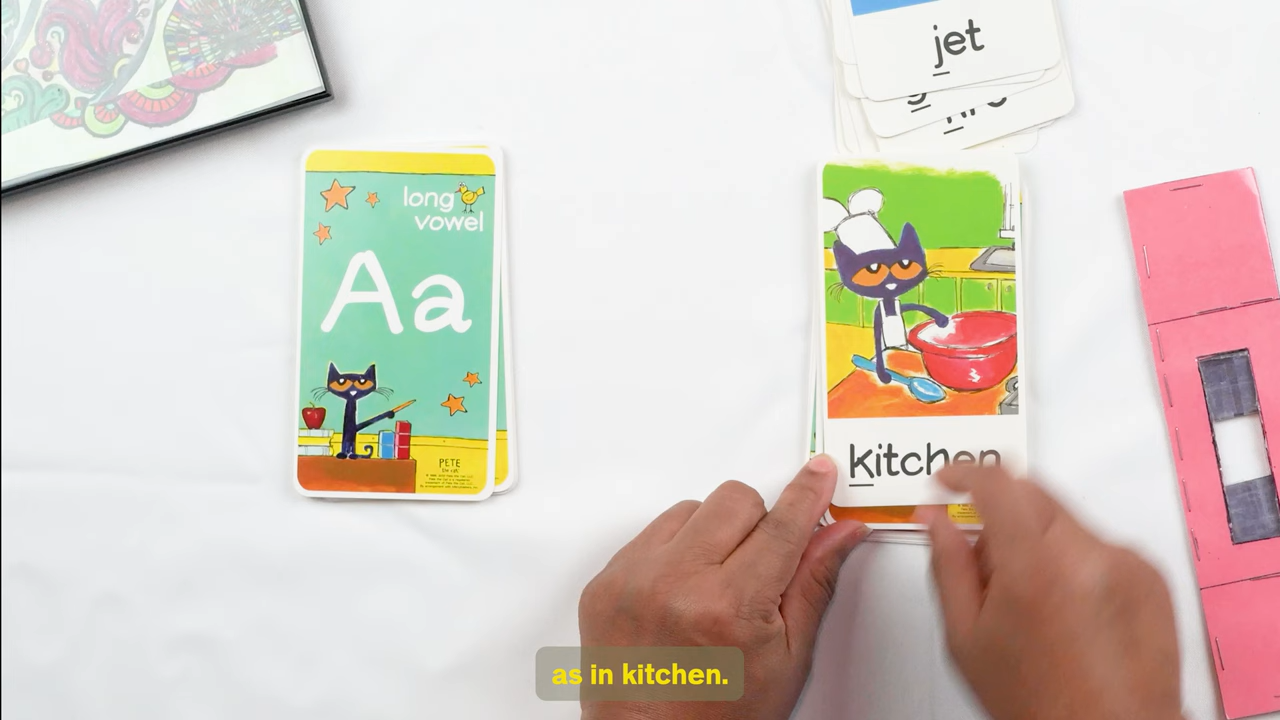 jet
long
vowel
Aa
PETE
kitchen
as in kitchen.